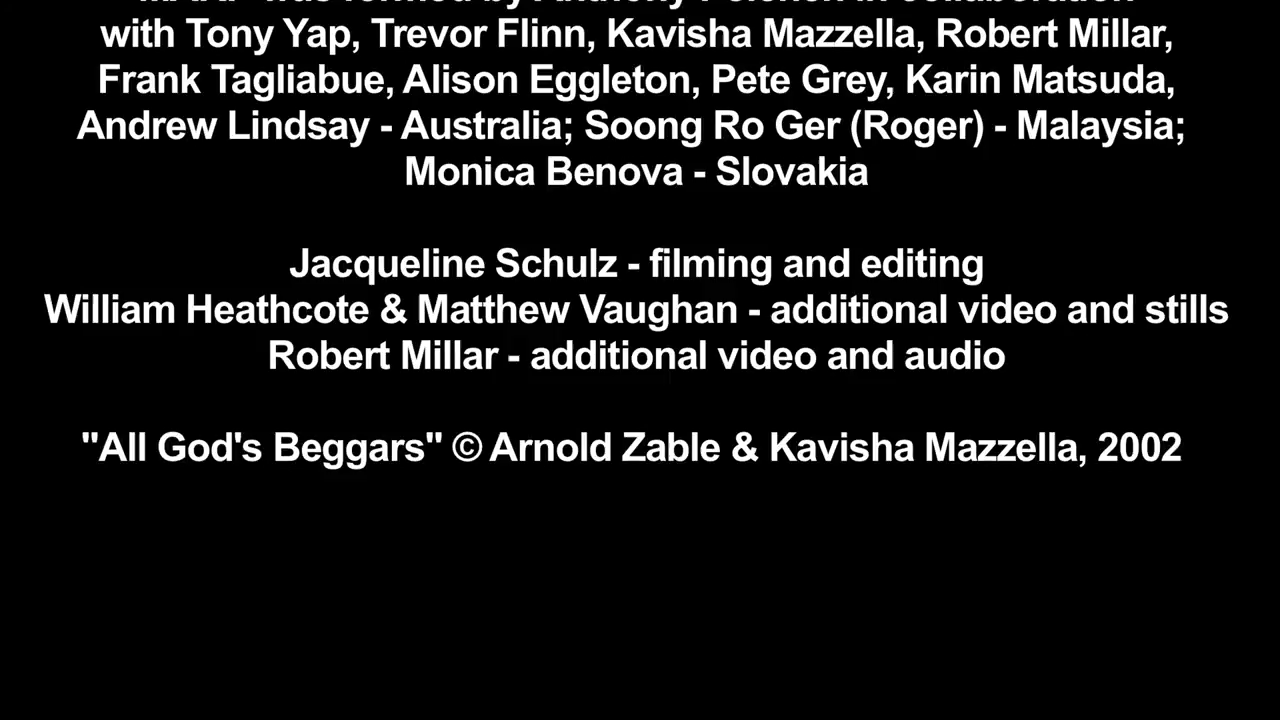 with Tony Yap, Trevor Flinn, Kavisha Mazzella, Robert Millar,
Frank Tagliabue, Alison Eggleton, Pete Grey, Karin Matsuda,
Andrew Lindsay - Australia; Soong Ro Ger (Roger) - Malaysia;
Monica Benova - Slovakia
Jacqueline Schulz - filming and editing
William Heathcote & Matthew Vaughan - additional video and stills
Robert Millar - additional video and audio
"All God's Beggars" © Arnold Zable & Kavisha Mazzella, 2002